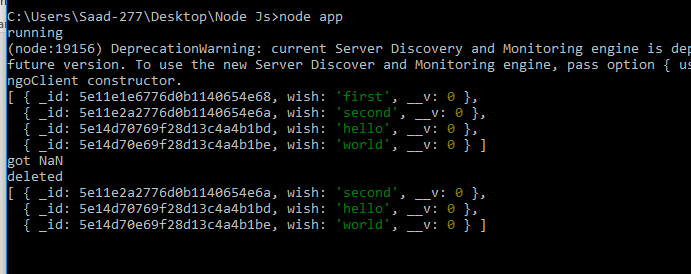 C:\Users\Saad-277\Desktop\Node Js>node app
running
(node:19156) DeprecationWarning: current Server Discovery and Monitoring engine is dep
future version. To use the new Server Discover and Monitoring engine, pass option { us
ngoClient constructor.
[ { _id: 5e11e1e6776d0b1140654e68, wish: 'first', __v: 0 },
{ _id: 5e11e2a2776d0b1140654e6a, wish: 'second', __v: 0 },
{ _id: 5e14d70769f28d13c4a4b1bd, wish: 'hello', __v: 0 },
{ _id: 5e14d70e69f28d13c4a4b1be, wish: 'world', __v: 0 } ]
got NaN
deleted
[ { _id: 5e11e2a2776d0b1140654e6a, wish: 'second', __v: 0 },
{ _id: 5e14d70769f28d13c4a4b1bd, wish: 'hello', __v: 0 },
{ _id: 5e14d70e69f28d13c4a4b1be, wish: 'world', __v: 0 } ]